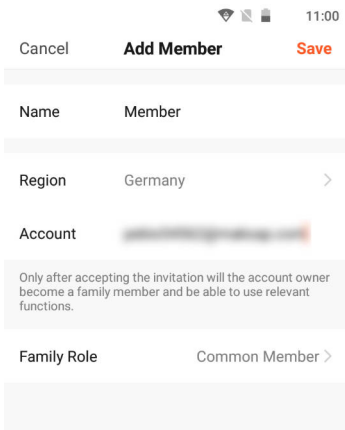 11:00
Cancel Add Member Save
Name Member
Region Germany
Account
Only after accepting the invitation will the account owner
become a family member and be able to use relevant
functions.
Family Role Common Member